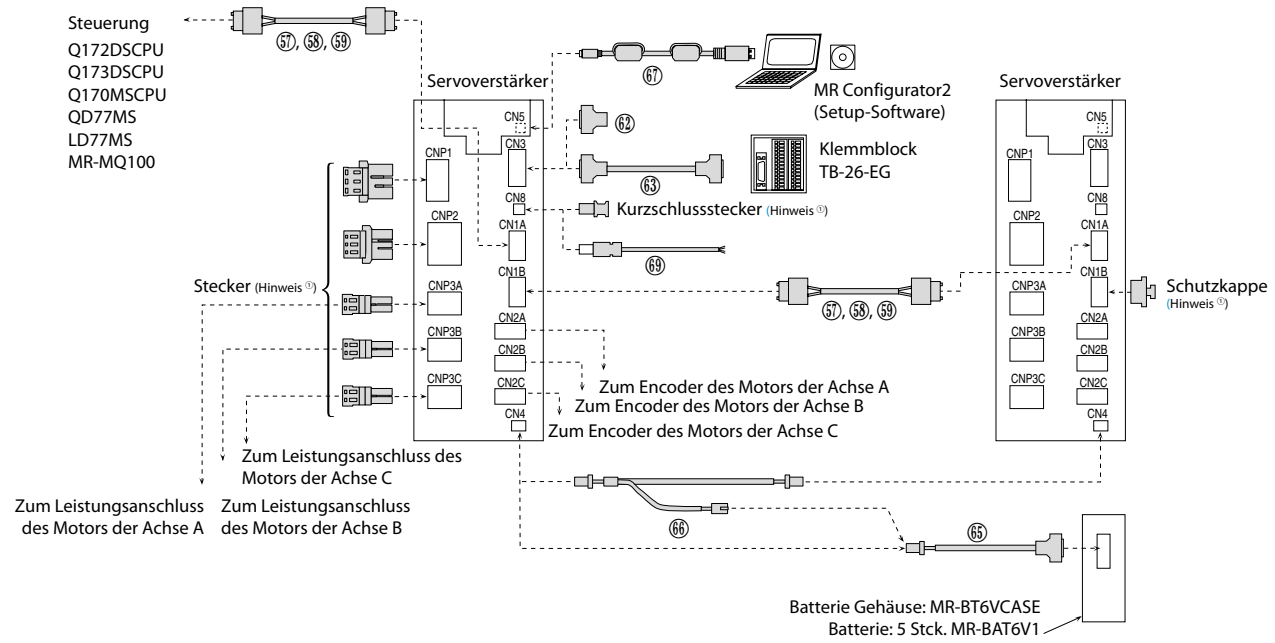 Steuerung
Q172DSCPU
Q173DSCPU
Q170MSCPU
QD77MS
LD77MS
MR-MQ100
㊼, ㊽, ㊾
Servoverstärker
CN5
CNP1
CN3
CN8
CNP2
CN1A
CN1B
CNP3A
CN2A
CNP3B
CN2B
CNP3C
CN2C
CN4
Stecker (Hinweis ①)
67
MR Configurator2
(Setup-Software)
62
63
Klemmblock
TB-26-EG
Kurzschlussstecker (Hinweis ①)
69
57, 58, 59
Servoverstärker
CN5
CNP1
CN3
CN8
CNP2
CN1A
CN1B
CNP3A
CN2A
CNP3B
CN2B
CNP3C
CN2C
CN4
Schutzkappe
(Hinweis ①)
Zum Encoder des Motors der Achse A
Zum Encoder des Motors der Achse B
Zum Encoder des Motors der Achse C
Zum Leistungsanschluss des
Motors der Achse C
Zum Leistungsanschluss
des Motors der Achse A
Zum Leistungsanschluss
des Motors der Achse B
66
65
Batterie Gehäuse: MR-BT6VCASE
Batterie: 5 Stck. MR-BAT6V1